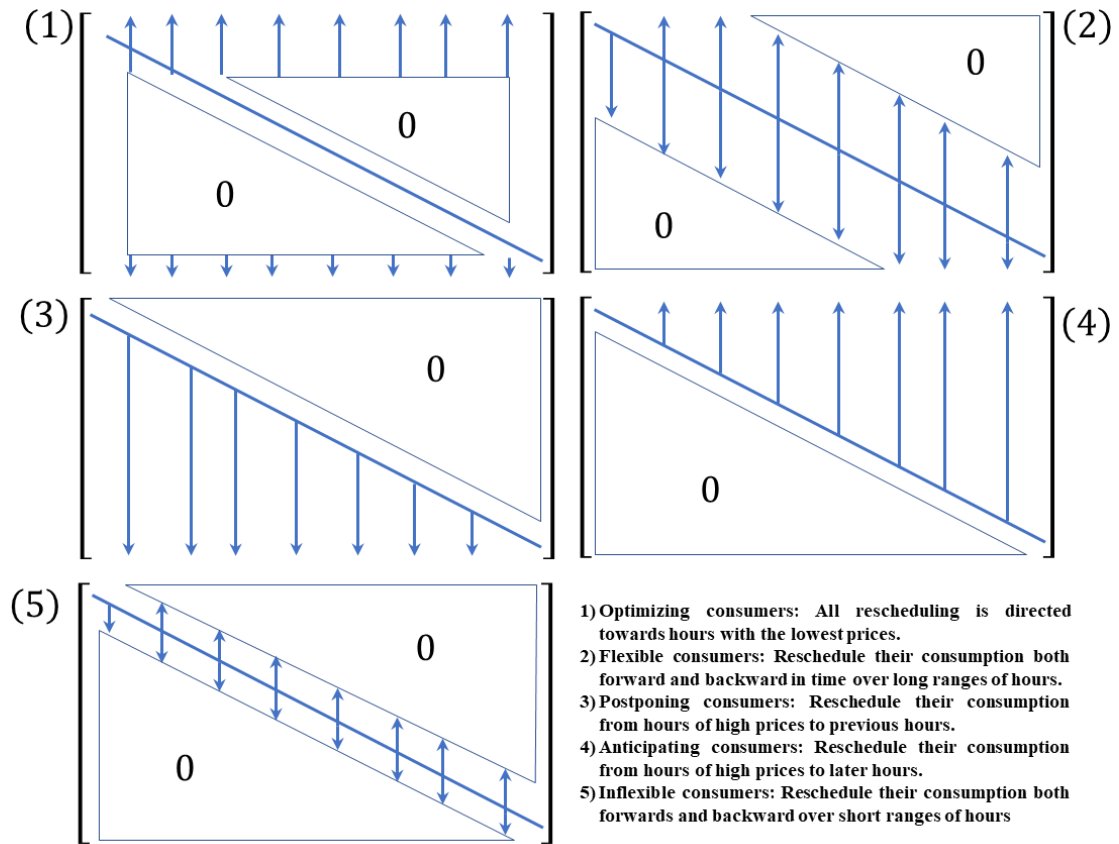 (1)
0
0
(2)
0
0
(3)
0
(4)
0
(5)
0
0
1) Optimizing consumers: All rescheduling is directed
towards hours with the lowest prices.
2) Flexible consumers: Reschedule their consumption both
forward and backward in time over long ranges of hours.
3) Postponing consumers: Reschedule their consumption
from hours of high prices to previous hours.
4) Anticipating consumers: Reschedule their consumption
from hours of high prices to later hours.
5) Inflexible consumers: Reschedule their consumption both
forwards and backward over short ranges of hours